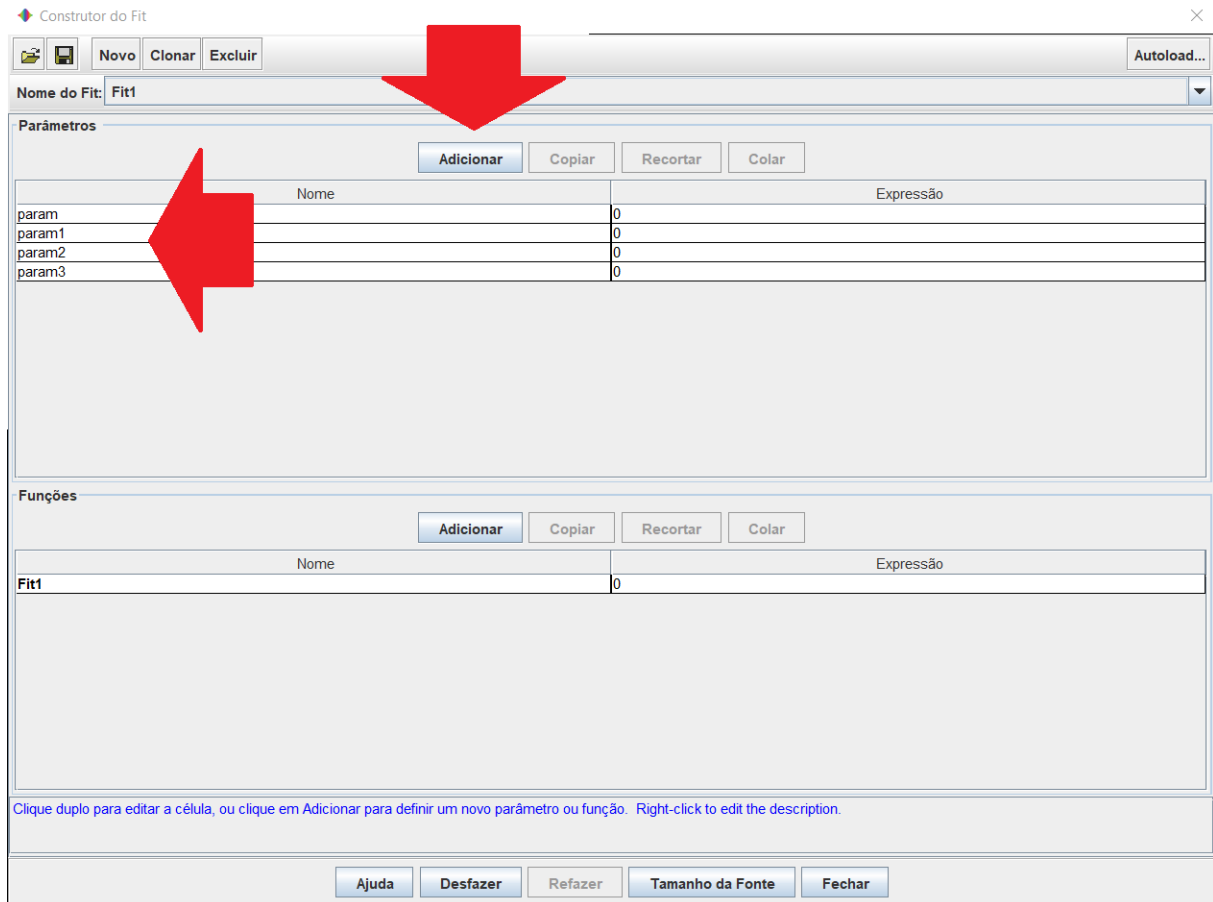 Construtor do Fit
Novo Clonar Excluir Autoload...
Nome do Fit: Fit1
Parâmetros
Adicionar Copiar Recortar Colar
Nome Expressão
param 0
param1 0
param2 0
param3 0
Funções
Adicionar Copiar Recortar Colar
Nome Expressão
Fit1 0
Clique duplo para editar a célula, ou clique em Adicionar para definir um novo parâmetro ou função. Right-click to edit the description.
Ajuda Desfazer Refazer Tamanho da Fonte Fechar